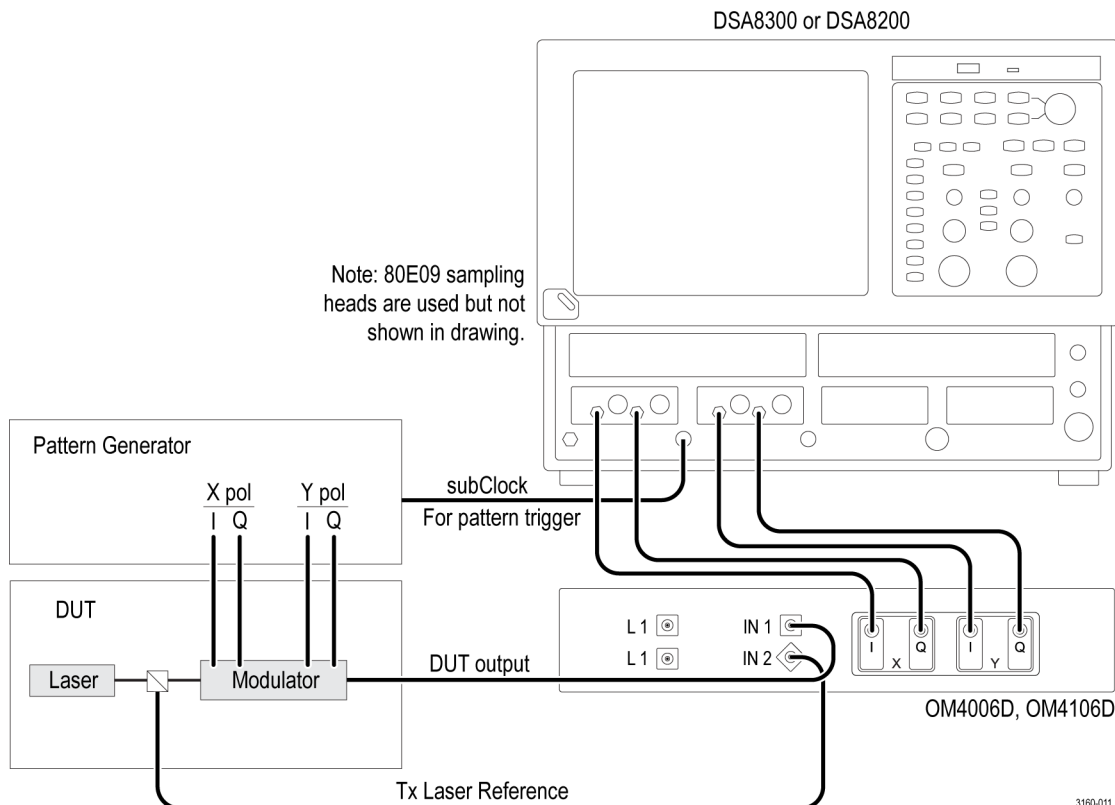 DSA8300 or DSA8200
Note: 80E09 sampling
heads are used but not
shown in drawing.
Pattern Generator
X pol Y pol
I Q I Q
subClock
For pattern trigger
DUT
Laser
Modulator
DUT output
L 1
L 1
IN 1
IN 2
I Q I Q
X Y
OM4006D, OM4106D
Tx Laser Reference
3160-011